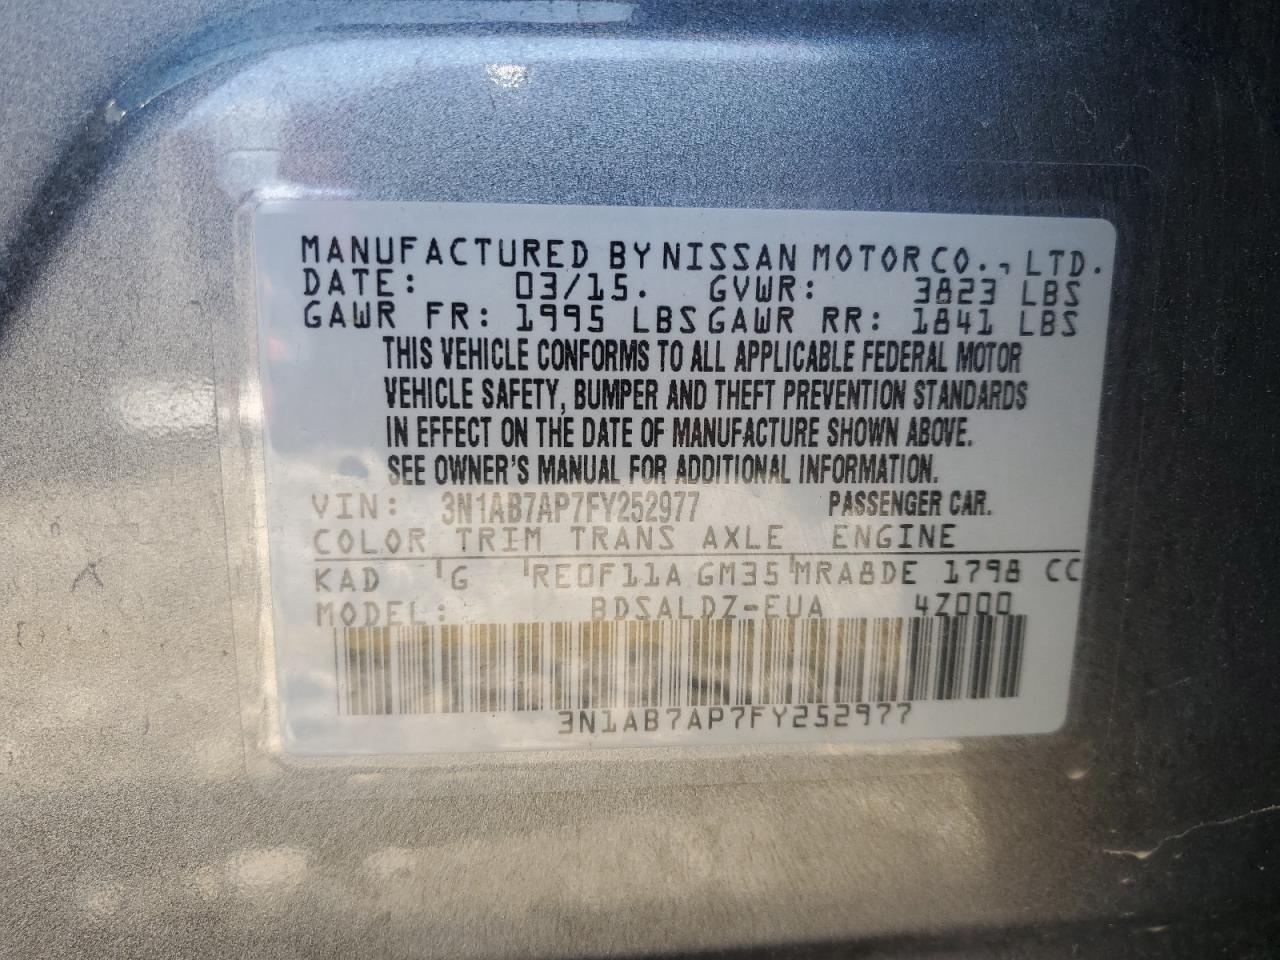 MANUFACTURED BY NISSAN MOTOR CO., LTD.
DATE: 03/15. GVWR: 3823 LBS
GAWR FR: 1995 LBS GAWR RR: 1841 LBS
THIS VEHICLE CONFORMS TO ALL APPLICABLE FEDERAL MOTOR
VEHICLE SAFETY, BUMPER AND THEFT PREVENTION STANDARDS
IN EFFECT ON THE DATE OF MANUFACTURE SHOWN ABOVE.
SEE OWNER'S MANUAL FOR ADDITIONAL INFORMATION.
VIN: 3N1AB7AP7FY252977 PASSENGER CAR.
COLOR TRIM TRANS AXLE ENGINE
KAD G RE0F11A GM35 MRA8DE 1798 CC
MODEL: BDSALDZ-EUA 4Z000
3N1AB7AP7FY252977